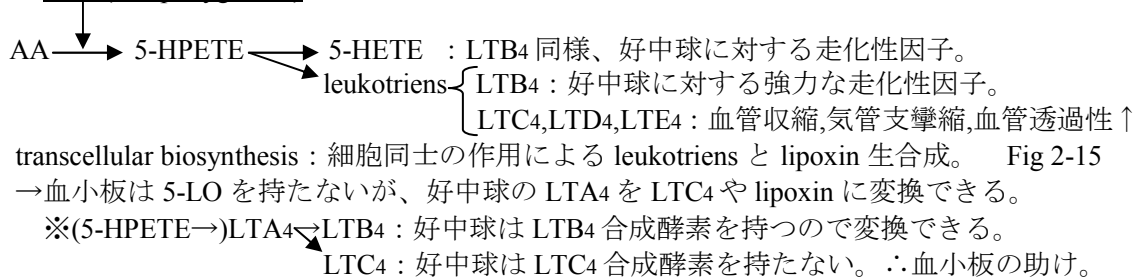 AA → 5-HPETE → 5-HETE ：LTB4 同様、好中球に対する走化性因子。
leukotriens LTB4：好中球に対する強力な走化性因子。
LTC4,LTD4,LTE4：血管収縮,気管支攣縮,血管透過性↑
transcellular biosynthesis：細胞同士の作用による leukotriens と lipoxin 生合成。 Fig 2-15
→血小板は 5-LO を持たないが、好中球の LTA4 を LTC4 や lipoxin に変換できる。
※(5-HPETE→)LTA4→LTB4：好中球は LTB4 合成酵素を持つので変換できる。
LTC4：好中球は LTC4 合成酵素を持たない。∴血小板の助け。